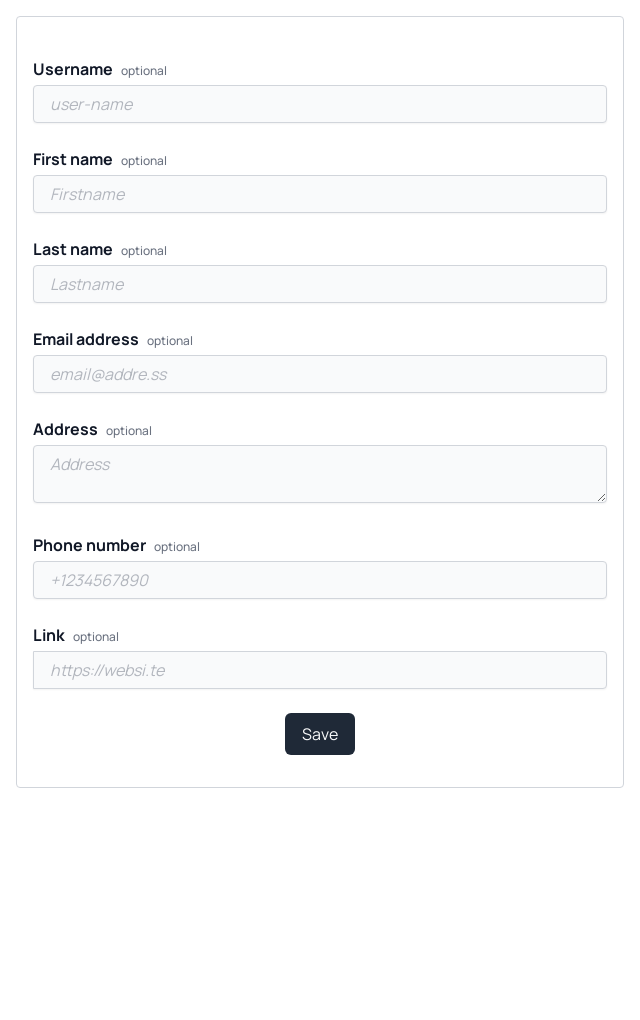 Username optional
user-name
First name optional
Firstname
Last name optional
Lastname
Email address optional
email@addre.ss
Address optional
Address
Phone number optional
+1234567890
Link optional
https://websi.te
Save